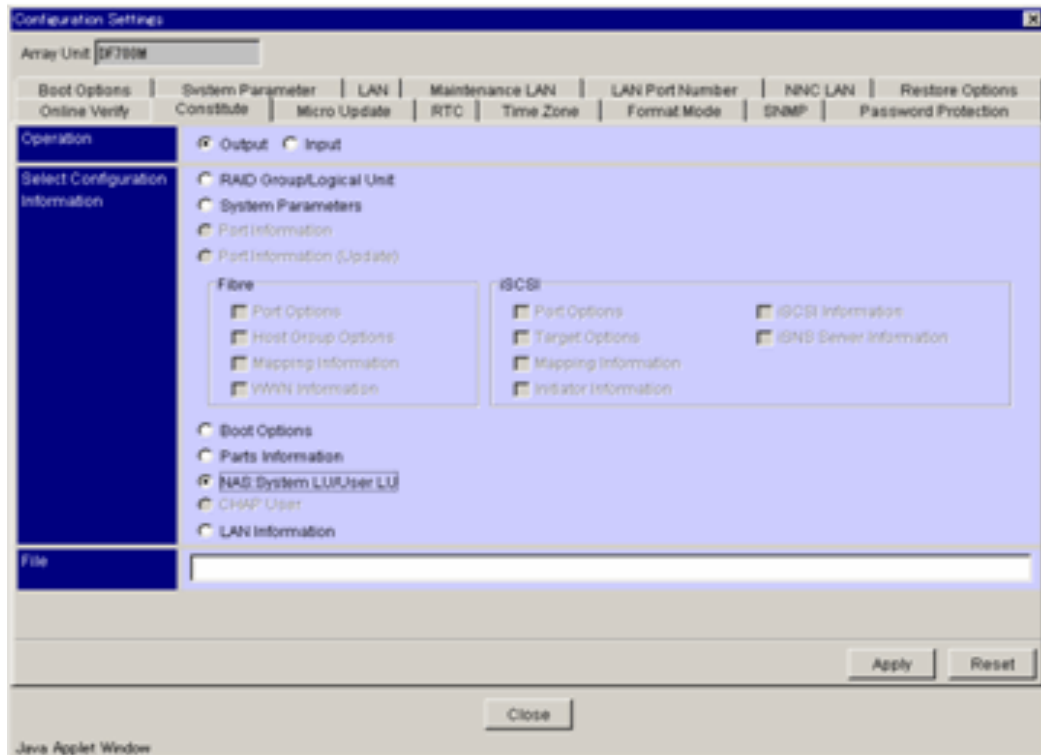 Configuration Settings
Array Unit DF700M
Boot Options System Parameter LAN Maintenance LAN LAN Port Number NNC LAN Restore Options
Online Verify Constitute Micro Update RTC Time Zone Format Mode SNMP Password Protection
Operation Output Input
Select Configuration Information
RAID Group/Logical Unit
System Parameters
Port Information
Port Information (Update)
Fibre iSCSI
Port Options Port Options iSCSI Information
Host Group Options Target Options iSNS Server Information
Mapping Information Mapping Information
WWN Information Initiator Information
Boot Options
Parts Information
NAS System LU/User LU
CHAP User
LAN Information
File
Apply Reset
Close
Java Applet Window